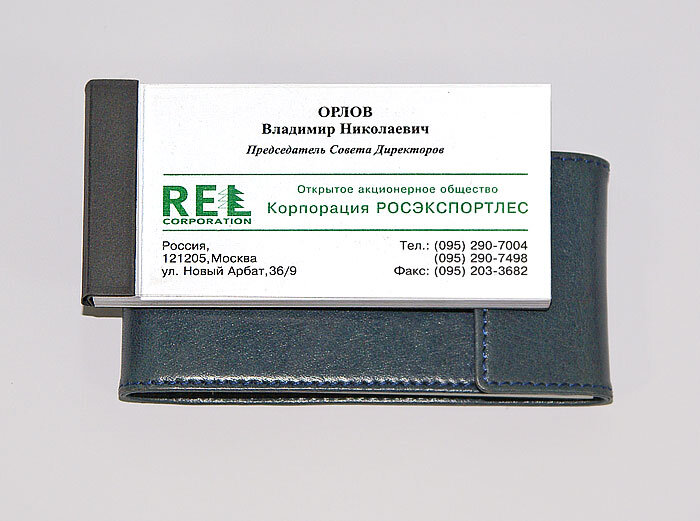 ОРЛОВ
Владимир Николаевич
Председатель Совета Директоров
REL
CORPORATION
Открытое акционерное общество
Корпорация РОСЭКСПОРТЛЕС
Россия,
121205,Москва
ул. Новый Арбат,36/9
Тел.: (095) 290-7004
(095) 290-7498
Факс: (095) 203-3682